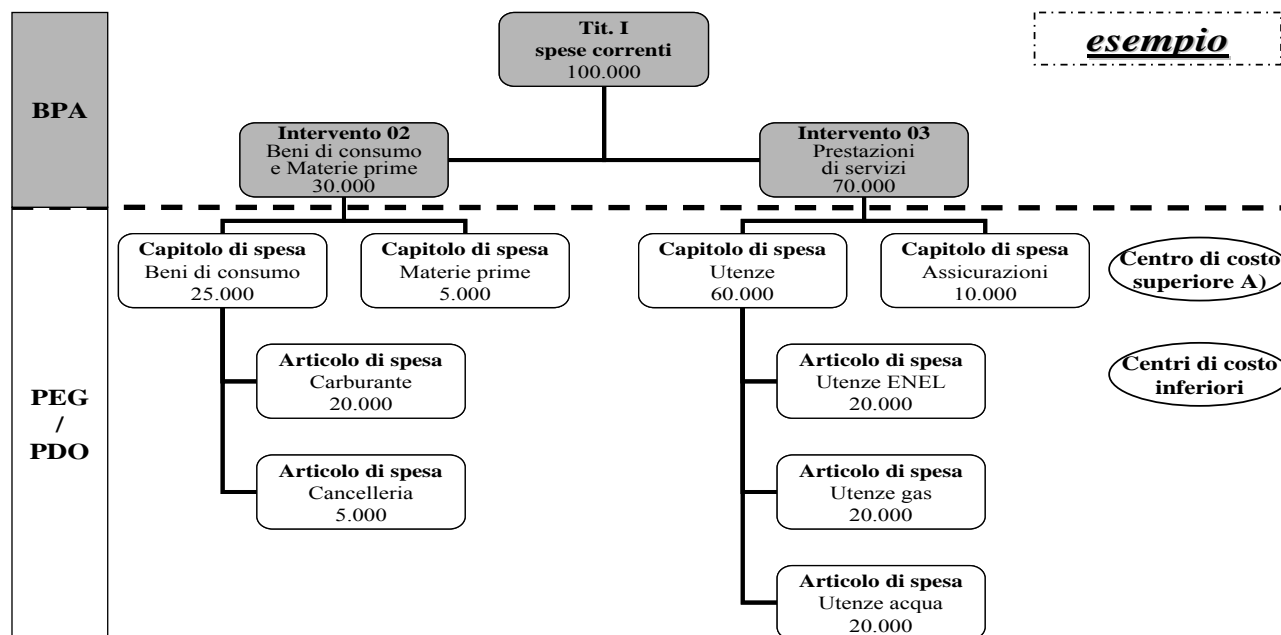 Tit. I
spese correnti
100.000
esempio
BPA
Intervento 02
Beni di consumo
e Materie prime
30.000
Intervento 03
Prestazioni
di servizi
70.000
Capitolo di spesa
Beni di consumo
25.000
Capitolo di spesa
Materie prime
5.000
Capitolo di spesa
Utenze
60.000
Capitolo di spesa
Assicurazioni
10.000
Centro di costo
superiore A)
PEG
/
PDO
Articolo di spesa
Carburante
20.000
Articolo di spesa
Utenze ENEL
20.000
Centri di costo
inferiori
Articolo di spesa
Cancelleria
5.000
Articolo di spesa
Utenze gas
20.000
Articolo di spesa
Utenze acqua
20.000